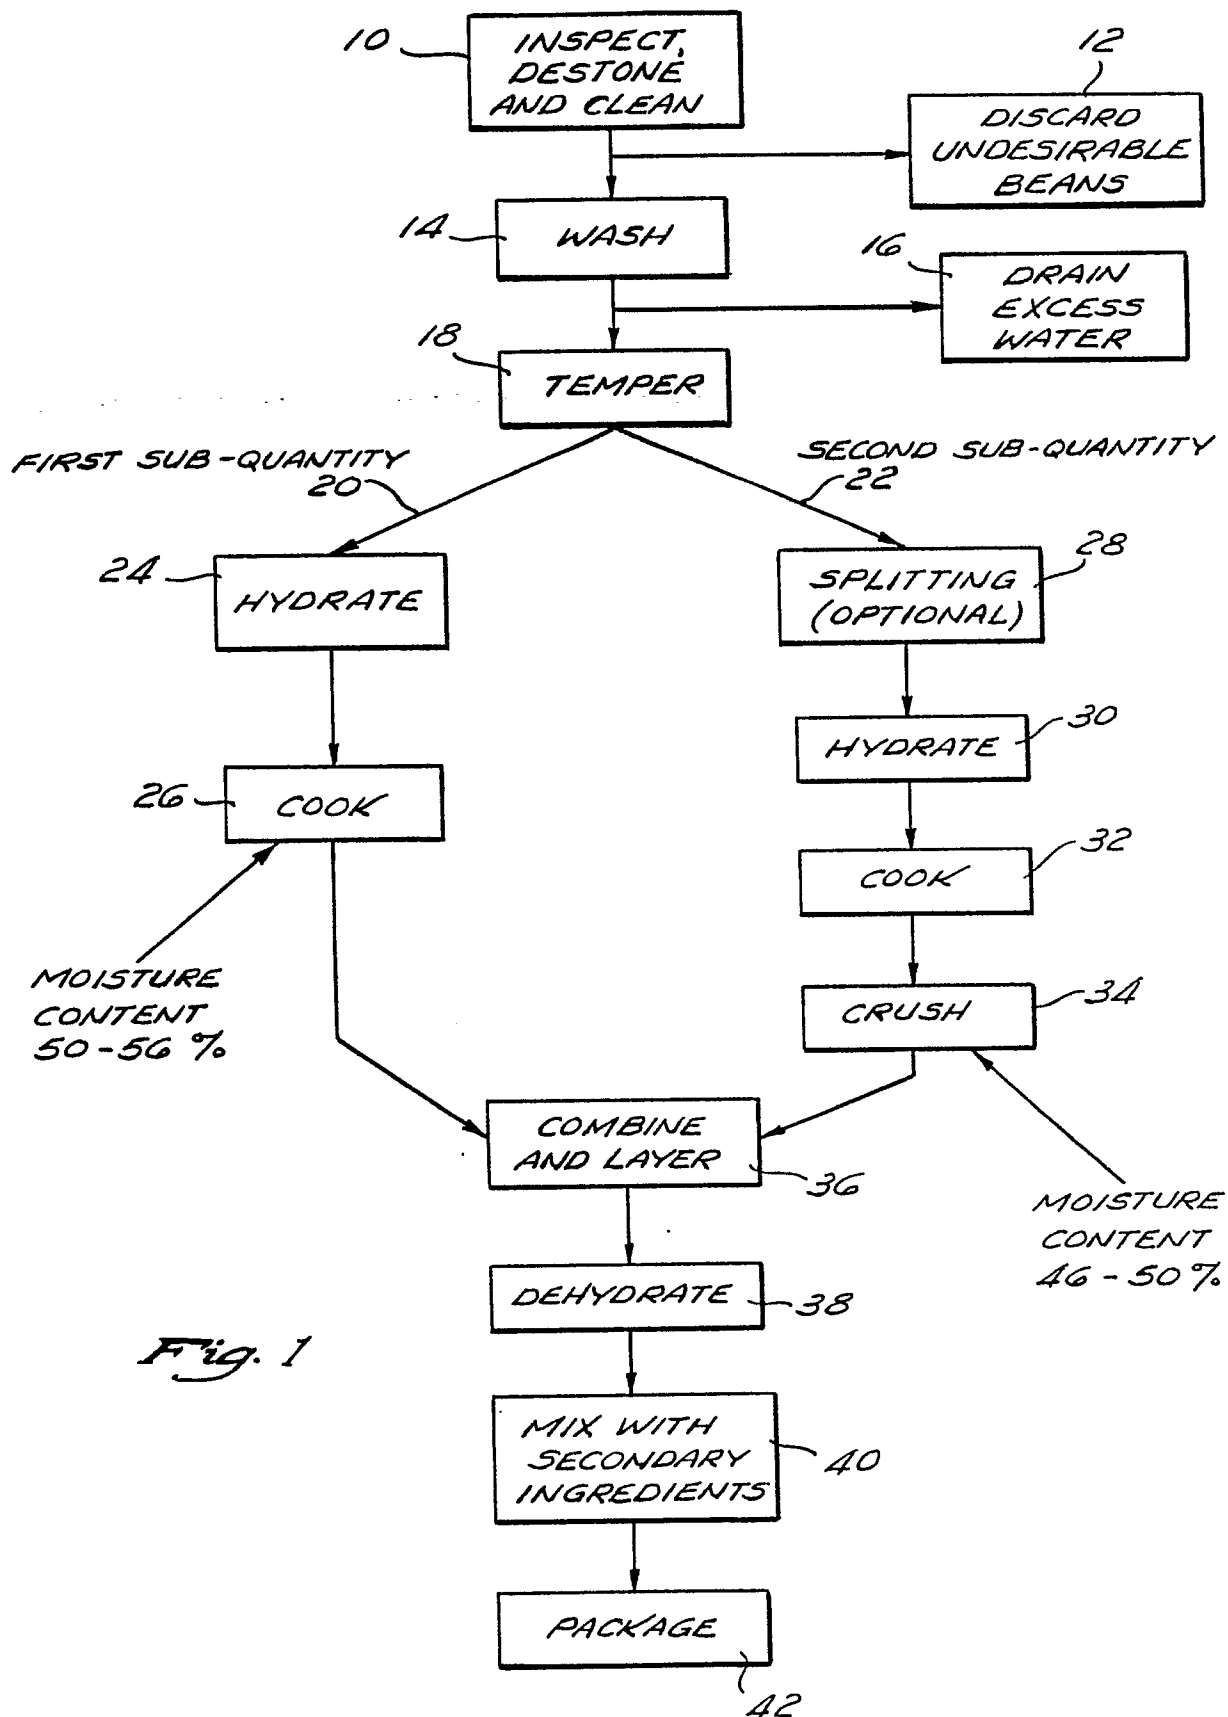 10
INSPECT,
DESTONE
AND CLEAN
12
DISCARD
UNDESIRABLE
BEANS
14
WASH
16
DRAIN
EXCESS
WATER
18
TEMPER
FIRST SUB-QUANTITY
20
SECOND SUB-QUANTITY
22
24
HYDRATE
28
SPLITTING
(OPTIONAL)
30
HYDRATE
26
COOK
32
COOK
MOISTURE
CONTENT
50-56 %
34
CRUSH
COMBINE
AND LAYER
36
MOISTURE
CONTENT
46-50%
DEHYDRATE
38
Fig. 1
MIX WITH
SECONDARY
INGREDIENTS
40
PACKAGE
42